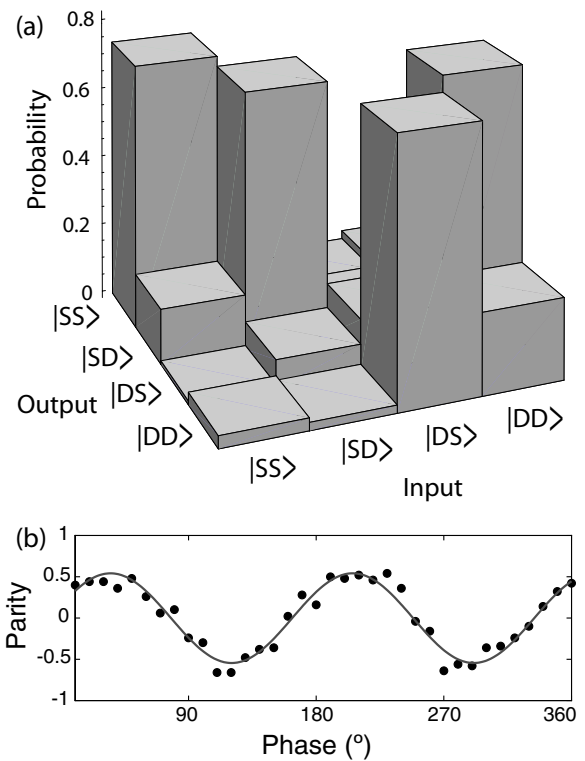 (a)
0.8
0.6
0.4
0.2
0
Probability
|SS>
|SD>
|DS>
|DD>
Output
|SS>
|SD>
|DS>
|DD>
Input
(b)
1
0.5
0
-0.5
-1
Parity
90
180
270
360
Phase (º)